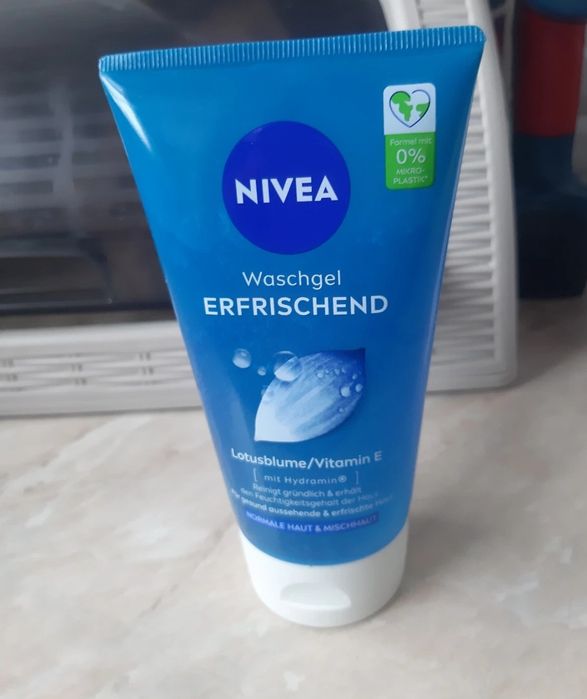 NIVEA
Formel mit
0%
MIKRO-
PLASTIK*
Waschgel
ERFRISCHEND
Lotusblume/Vitamin E
[ mit Hydramin® ]
Reinigt gründlich & erhält
den Feuchtigkeitsgehalt der Haut
für gesund aussehende & erfrischte Haut
NORMALE HAUT & MISCHHAUT